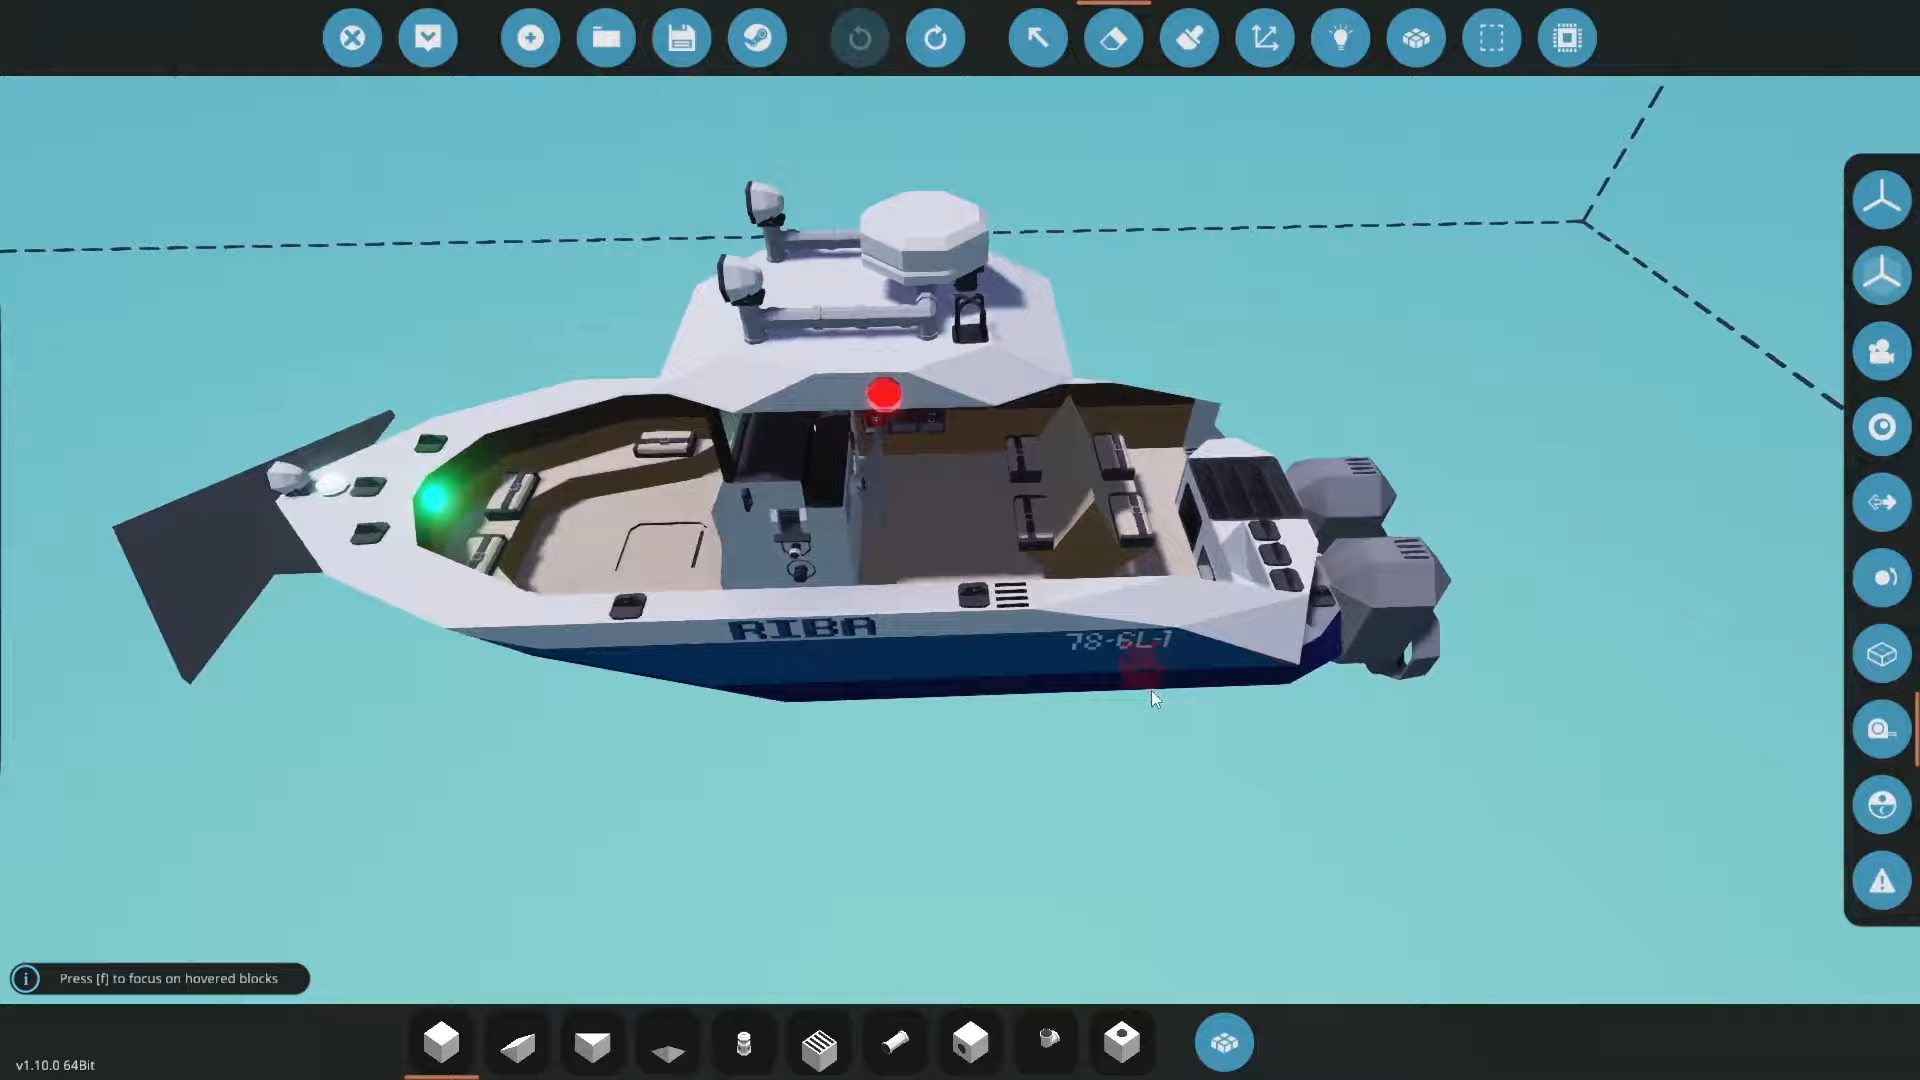 RIBA
78-6L-1
Press [f] to focus on hovered blocks
v1.10.0 64Bit